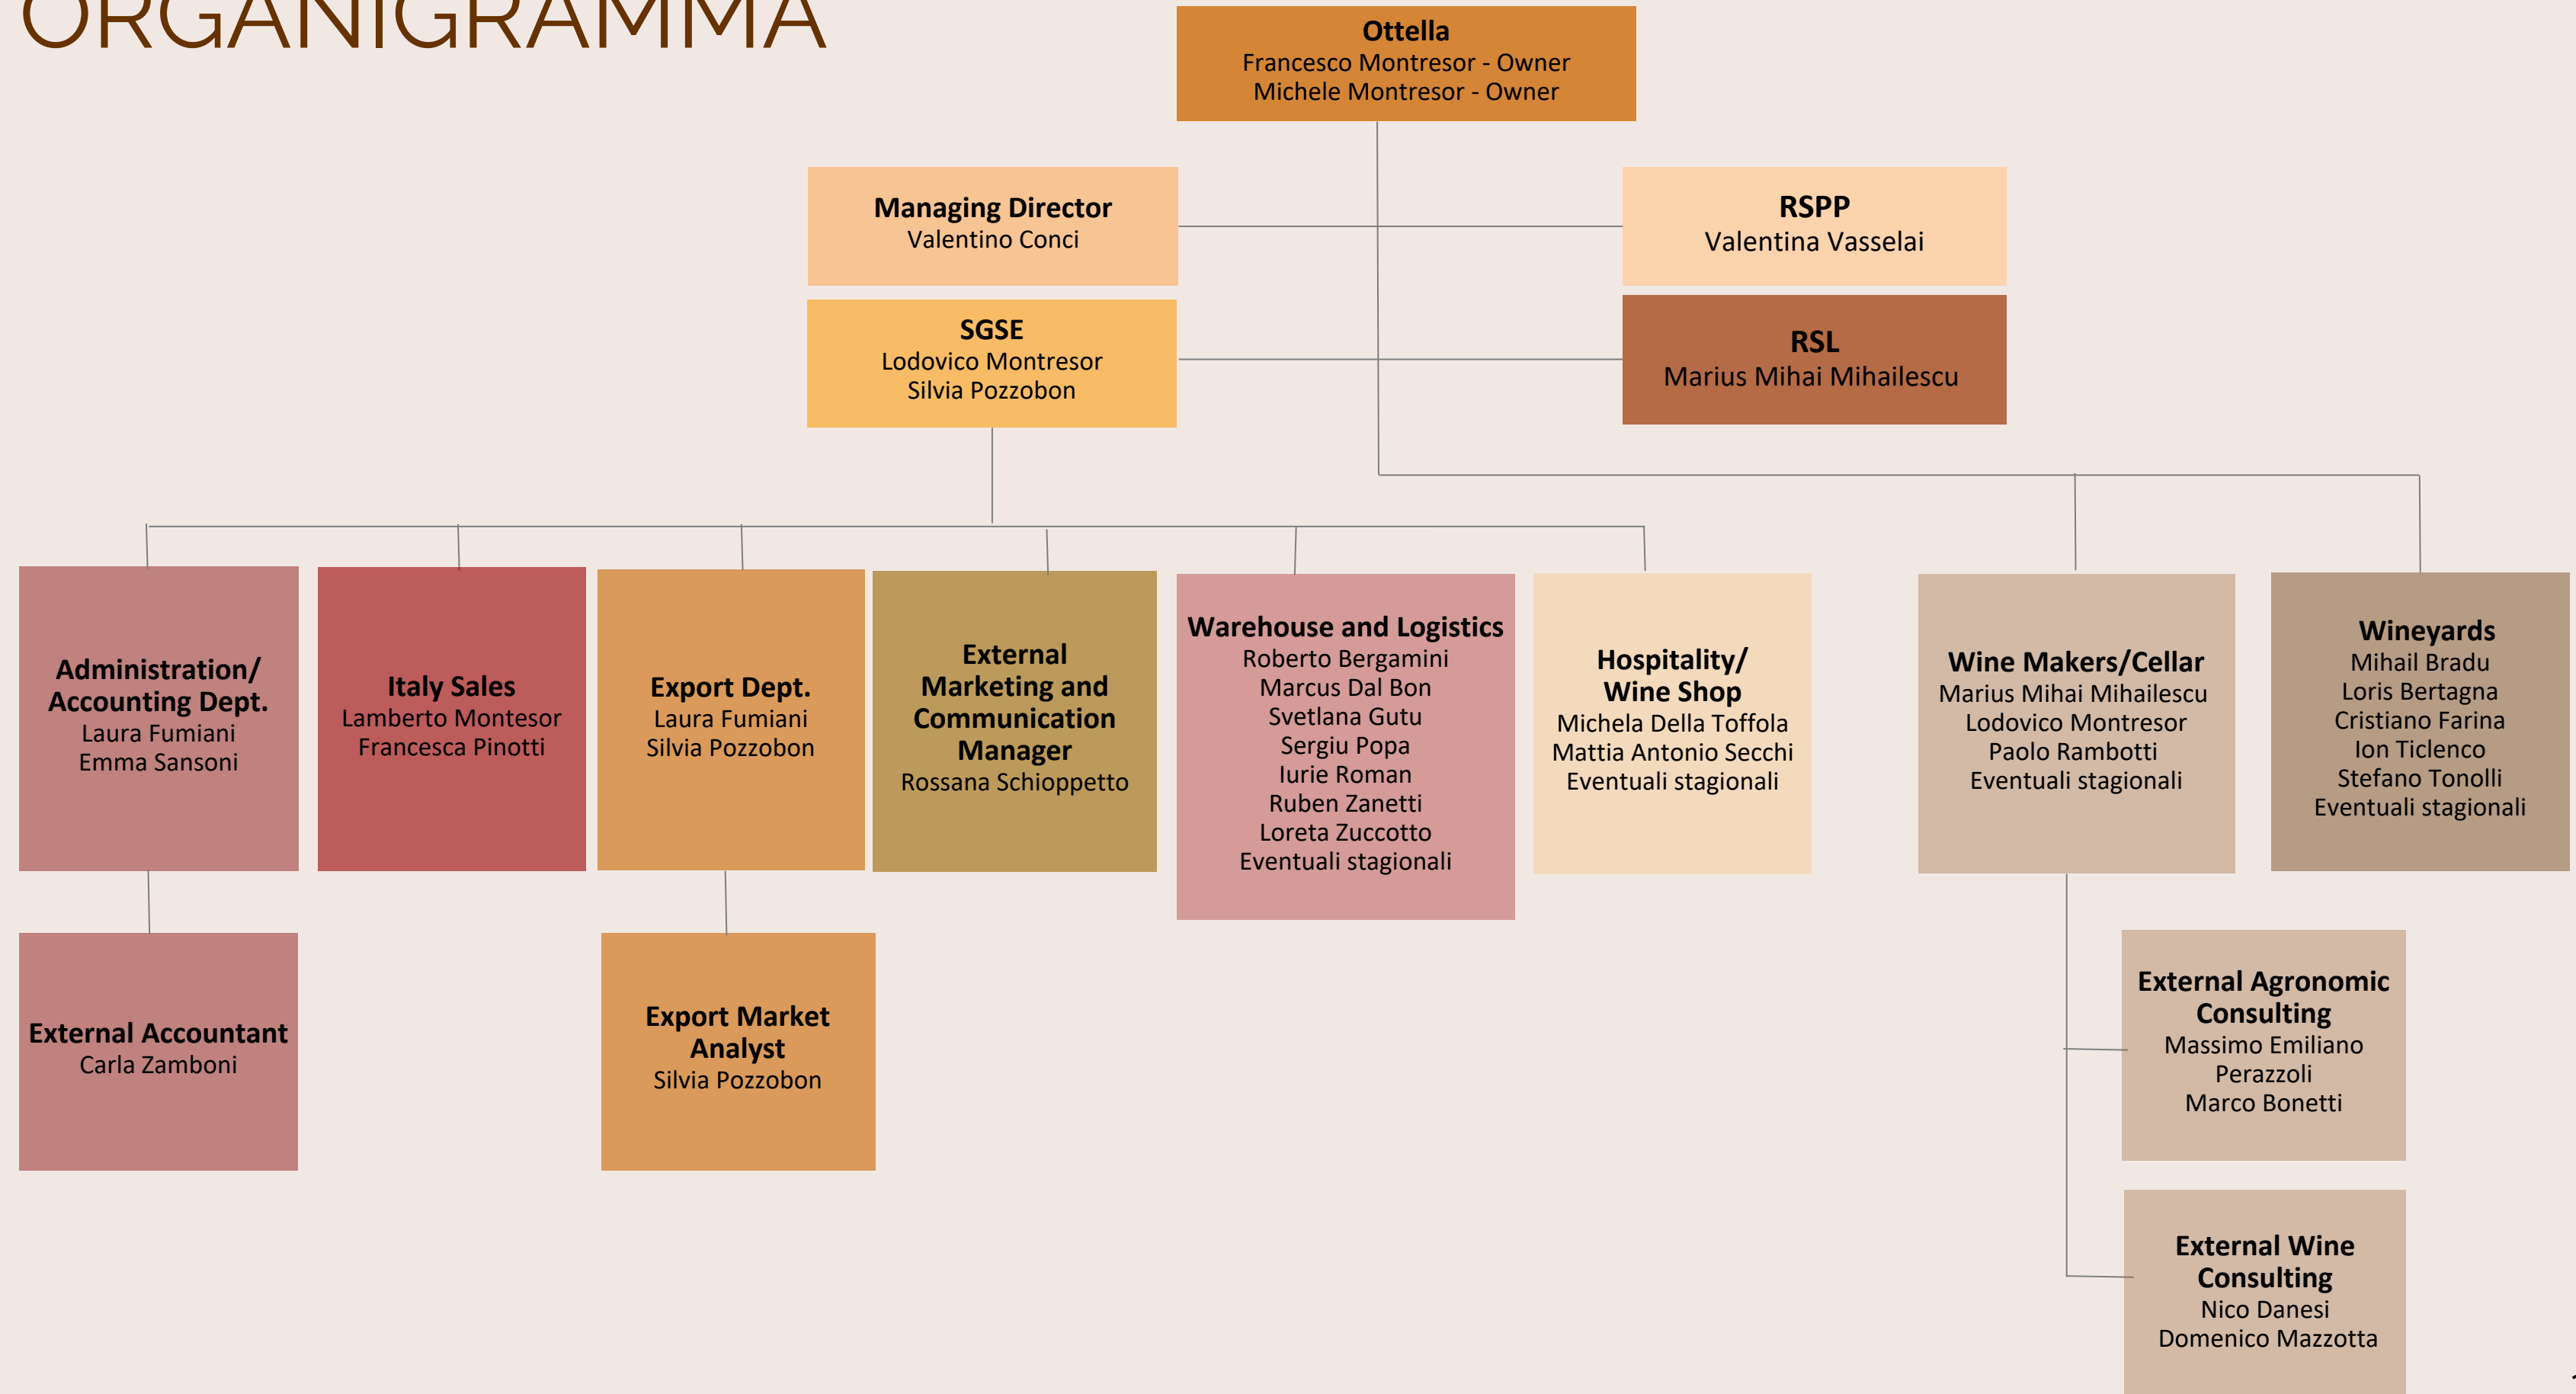 ORGANIGRAMMA
Ottella
Francesco Montresor - Owner
Michele Montresor - Owner
Managing Director
Valentino Conci
RSPP
Valentina Vasselai
SGSE
Lodovico Montresor
Silvia Pozzobon
RSL
Marius Mihai Mihailescu
Administration/
Accounting Dept.
Laura Fumiani
Emma Sansoni
Italy Sales
Lamberto Montesor
Francesca Pinotti
Export Dept.
Laura Fumiani
Silvia Pozzobon
External
Marketing and
Communication
Manager
Rossana Schioppetto
Warehouse and Logistics
Roberto Bergamini
Marcus Dal Bon
Svetlana Gutu
Sergiu Popa
Iurie Roman
Ruben Zanetti
Loreta Zuccotto
Eventuali stagionali
Hospitality/
Wine Shop
Michela Della Toffola
Mattia Antonio Secchi
Eventuali stagionali
Wine Makers/Cellar
Marius Mihai Mihailescu
Lodovico Montresor
Paolo Rambotti
Eventuali stagionali
Wineyards
Mihail Bradu
Loris Bertagna
Cristiano Farina
Ion Ticlenco
Stefano Tonolli
Eventuali stagionali
External Accountant
Carla Zamboni
Export Market
Analyst
Silvia Pozzobon
External Agronomic
Consulting
Massimo Emiliano
Perazzoli
Marco Bonetti
External Wine
Consulting
Nico Danesi
Domenico Mazzotta